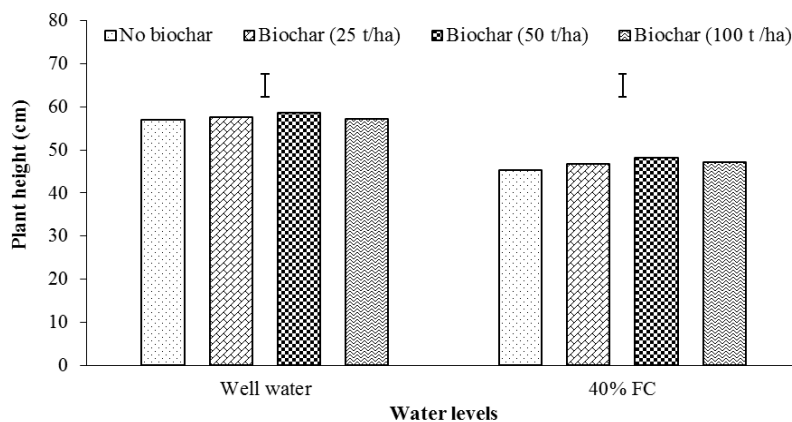 80
70
60
50
40
30
20
10
0
Plant height (cm)
No biochar Biochar (25 t/ha) Biochar (50 t/ha) Biochar (100 t /ha)
Well water 40% FC
Water levels